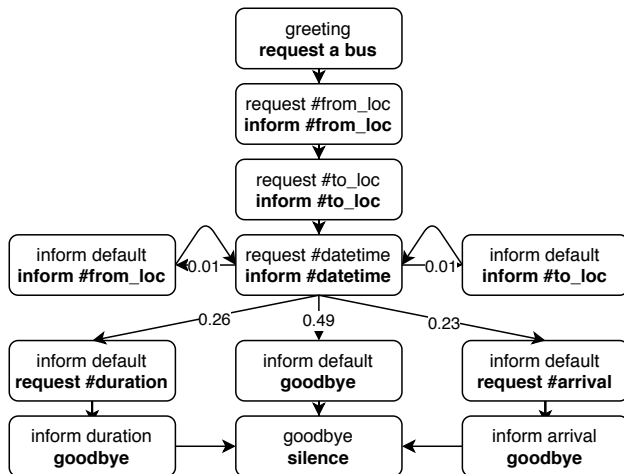 greeting
request a bus
request #from_loc
inform #from_loc
request #to_loc
inform #to_loc
inform default
inform #from_loc
0.01
request #datetime
inform #datetime
0.01
inform default
inform #to_loc
0.26
0.49
0.23
inform default
request #duration
inform default
goodbye
inform default
request #arrival
inform duration
goodbye
goodbye
silence
inform arrival
goodbye